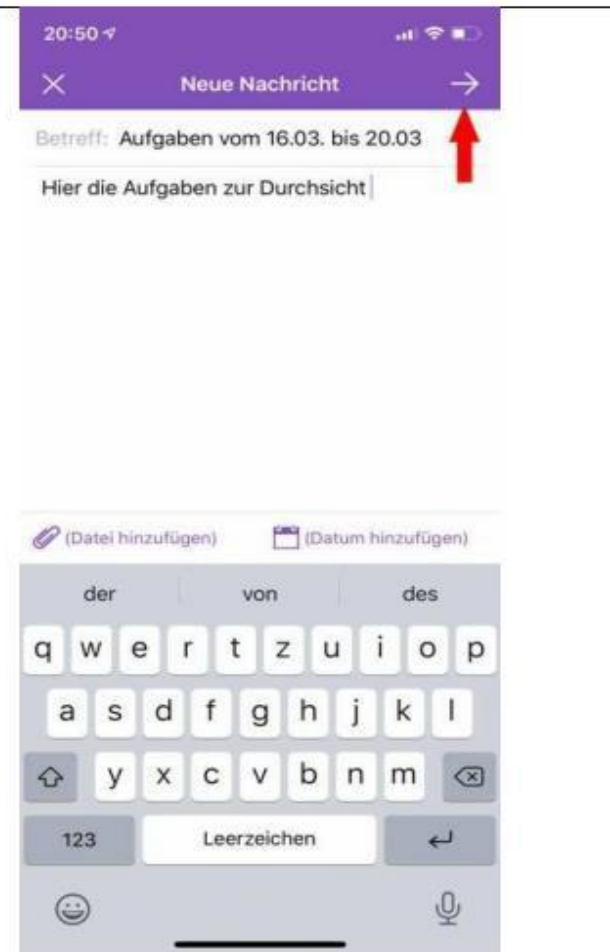 20:50
Neue Nachricht
Betreff: Aufgaben vom 16.03. bis 20.03
Hier die Aufgaben zur Durchsicht
(Datei hinzufügen) (Datum hinzufügen)
der von des
q w e r t z u i o p
a s d f g h j k l
y x c v b n m
123 Leerzeichen